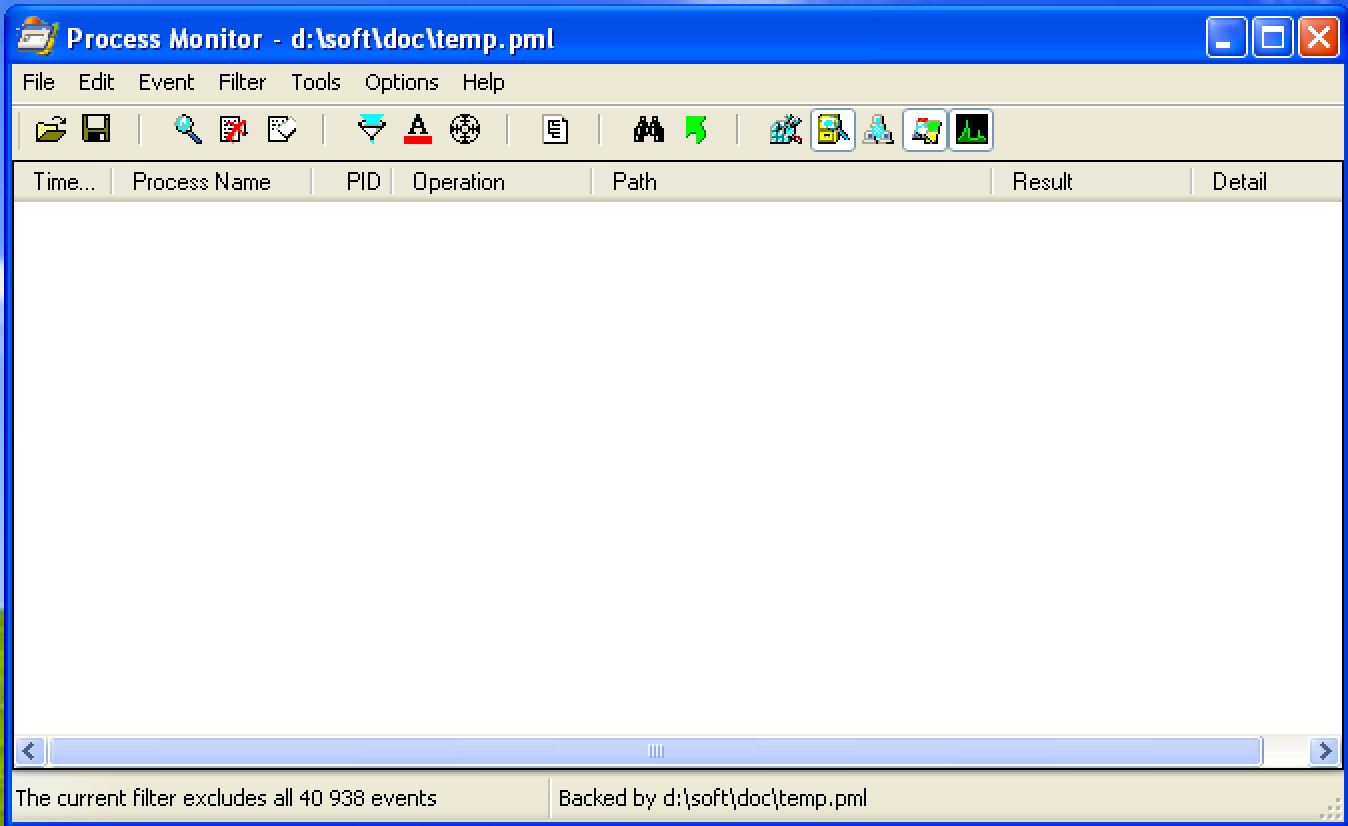 Process Monitor - d:\soft\doc\temp.pml
File Edit Event Filter Tools Options Help
Time... Process Name PID Operation Path Result Detail
The current filter excludes all 40 938 events Backed by d:\soft\doc\temp.pml